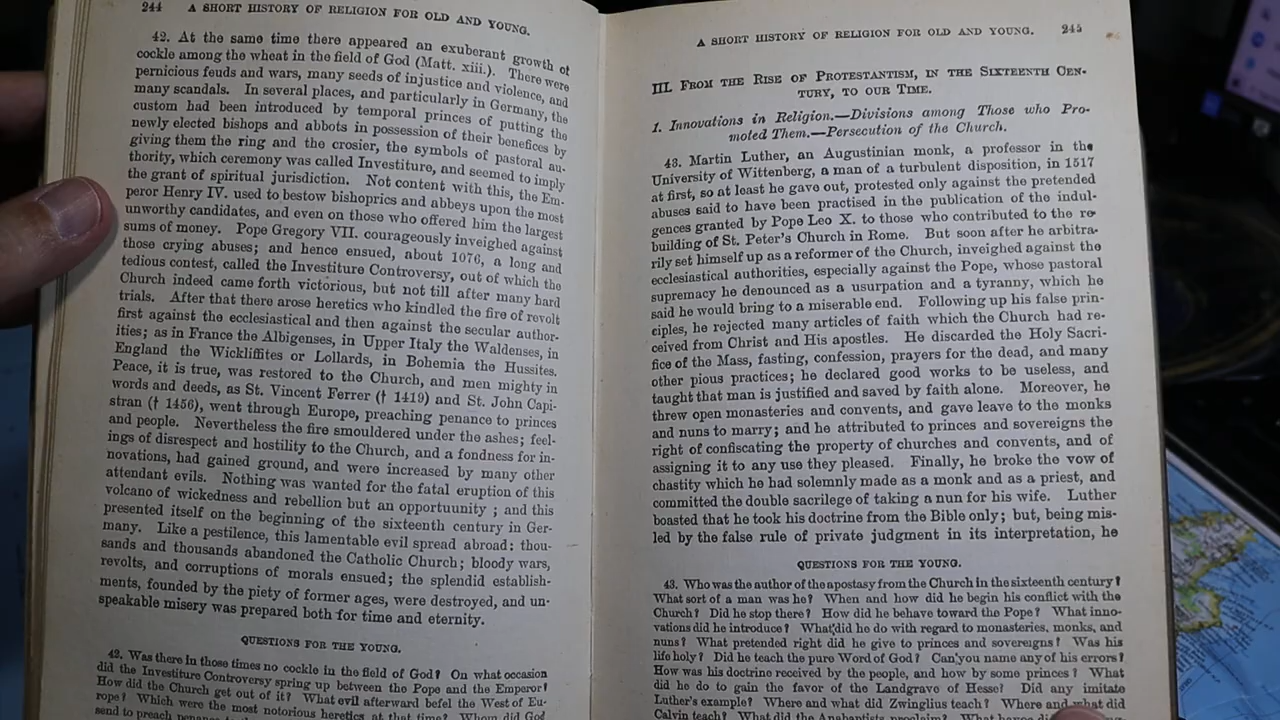 244 A SHORT HISTORY OF RELIGION FOR OLD AND YOUNG.
42. At the same time there appeared an exuberant growth of
cockle among the wheat in the field of God (Matt. xiii.). There were
pernicious feuds and wars, many seeds of injustice and violence, and
many scandals. In several places, and particularly in Germany, the
custom had been introduced by temporal princes of putting the
newly elected bishops and abbots in possession of their benefices by
giving them the ring and the crosier, the symbols of pastoral au-
thority, which ceremony was called Investiture, and seemed to imply
the grant of spiritual jurisdiction. Not content with this, the Em-
peror Henry IV. used to bestow bishoprics and abbeys upon the most
unworthy candidates, and even on those who offered him the largest
sums of money. Pope Gregory VII. courageously inveighed against
those crying abuses; and hence ensued, about 1076, a long and
tedious contest, called the Investiture Controversy, out of which the
Church indeed came forth victorious, but not till after many hard
trials. After that there arose heretics who kindled the fire of revolt
first against the ecclesiastical and then against the secular author-
ities; as in France the Albigenses, in Upper Italy the Waldenses, in
England the Wickliffites or Lollards, in Bohemia the Hussites.
Peace, it is true, was restored to the Church, and men mighty in
words and deeds, as St. Vincent Ferrer († 1419) and St. John Capi-
stran († 1456), went through Europe, preaching penance to princes
and people. Nevertheless the fire smouldered under the ashes; feel-
ings of disrespect and hostility to the Church, and a fondness for in-
novations, had gained ground, and were increased by many other
attendant evils. Nothing was wanted for the fatal eruption of this
volcano of wickedness and rebellion but an opportuunity ; and this
presented itself on the beginning of the sixteenth century in Ger-
many. Like a pestilence, this lamentable evil spread abroad: thou-
sands and thousands abandoned the Catholic Church; bloody wars,
revolts, and corruptions of morals ensued; the splendid establish-
ments, founded by the piety of former ages, were destroyed, and un-
speakable misery was prepared both for time and eternity.
QUESTIONS FOR THE YOUNG.
42. Was there in those times no cockle in the field of God? On what occasion
did the Investiture Controversy spring up between the Pope and the Emperor?
How did the Church get out of it? What evil afterward befel the West of Eu-
rope? Which were the most notorious heretics at that time? Whom did God
send to preach penance
A SHORT HISTORY OF RELIGION FOR OLD AND YOUNG. 245
III. FROM THE RISE OF PROTESTANTISM, IN THE SIXTEENTH CEN-
TURY, TO OUR TIME.
1. Innovations in Religion.—Divisions among Those who Pro-
moted Them.—Persecution of the Church.
43. Martin Luther, an Augustinian monk, a professor in the
University of Wittenberg, a man of a turbulent disposition, in 1517
at first, so at least he gave out, protested only against the pretended
abuses said to have been practised in the publication of the indul-
gences granted by Pope Leo X. to those who contributed to the re-
building of St. Peter's Church in Rome. But soon after he arbitra-
rily set himself up as a reformer of the Church, inveighed against the
ecclesiastical authorities, especially against the Pope, whose pastoral
supremacy he denounced as a usurpation and a tyranny, which he
said he would bring to a miserable end. Following up his false prin-
ciples, he rejected many articles of faith which the Church had re-
ceived from Christ and His apostles. He discarded the Holy Sacri-
fice of the Mass, fasting, confession, prayers for the dead, and many
other pious practices; he declared good works to be useless, and
taught that man is justified and saved by faith alone. Moreover, he
threw open monasteries and convents, and gave leave to the monks
and nuns to marry; and he attributed to princes and sovereigns the
right of confiscating the property of churches and convents, and of
assigning it to any use they pleased. Finally, he broke the vow of
chastity which he had solemnly made as a monk and as a priest, and
committed the double sacrilege of taking a nun for his wife. Luther
boasted that he took his doctrine from the Bible only; but, being mis-
led by the false rule of private judgment in its interpretation, he
QUESTIONS FOR THE YOUNG.
43. Who was the author of the apostasy from the Church in the sixteenth century?
What sort of a man was he? When and how did he begin his conflict with the
Church? Did he stop there? How did he behave toward the Pope? What inno-
vations did he introduce? What did he do with regard to monasteries, monks, and
nuns? What pretended right did he give to princes and sovereigns? Was his
life holy? Did he teach the pure Word of God? Can you name any of his errors?
How was his doctrine received by the people, and how by some princes? What
did he do to gain the favor of the Landgrave of Hesse? Did any imitate
Luther's example? Where and what did Zwinglius teach? Where and what did
Calvin teach? What did the Anabaptists proclaim?